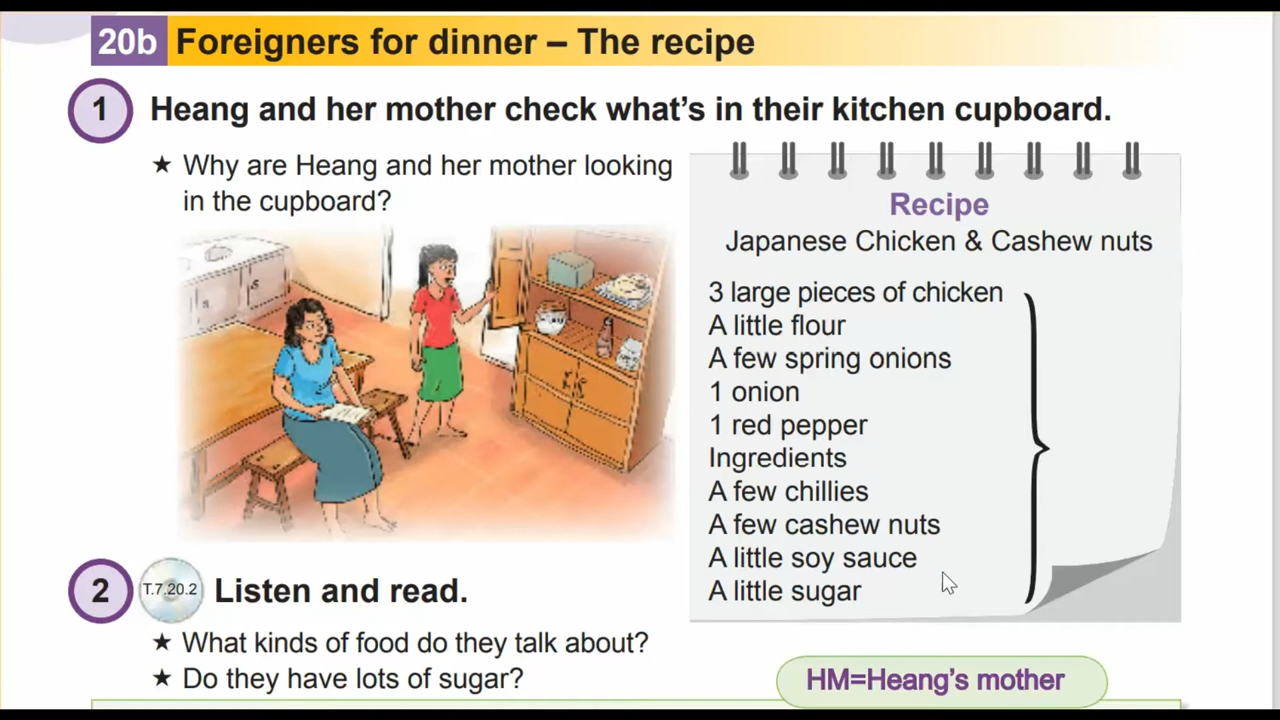 20b Foreigners for dinner – The recipe
1 Heang and her mother check what's in their kitchen cupboard.
★ Why are Heang and her mother looking
in the cupboard?
Recipe
Japanese Chicken & Cashew nuts
3 large pieces of chicken
A little flour
A few spring onions
1 onion
1 red pepper
Ingredients
A few chillies
A few cashew nuts
A little soy sauce
A little sugar
2 T.7.20.2 Listen and read.
★ What kinds of food do they talk about?
★ Do they have lots of sugar?
HM=Heang's mother